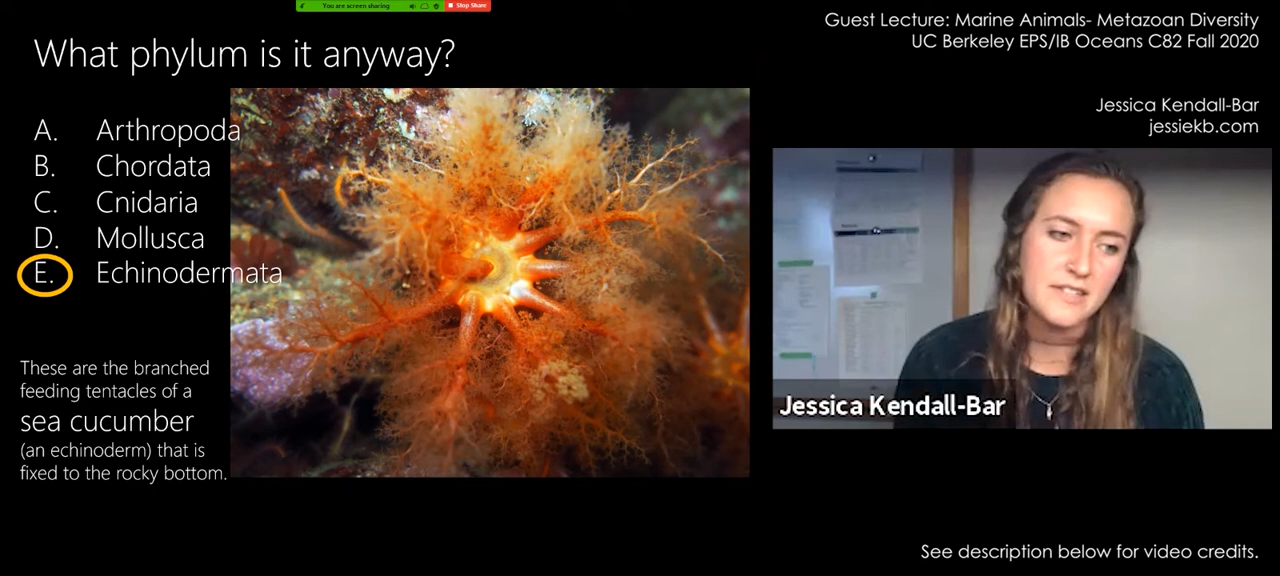 You are screen sharing
Stop Share
What phylum is it anyway?
A. Arthropoda
B. Chordata
C. Cnidaria
D. Mollusca
E. Echinodermata
These are the branched
feeding tentacles of a
sea cucumber
(an echinoderm) that is
fixed to the rocky bottom.
Guest Lecture: Marine Animals- Metazoan Diversity
UC Berkeley EPS/IB Oceans C82 Fall 2020
Jessica Kendall-Bar
jessiekb.com
Jessica Kendall-Bar
See description below for video credits.